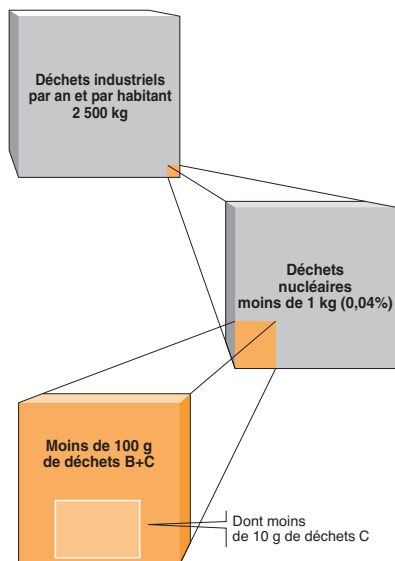 Déchets industriels
par an et par habitant
2 500 kg
Déchets
nucléaires
moins de 1 kg (0,04%)
Moins de 100 g
de déchets B+C
Dont moins
de 10 g de déchets C